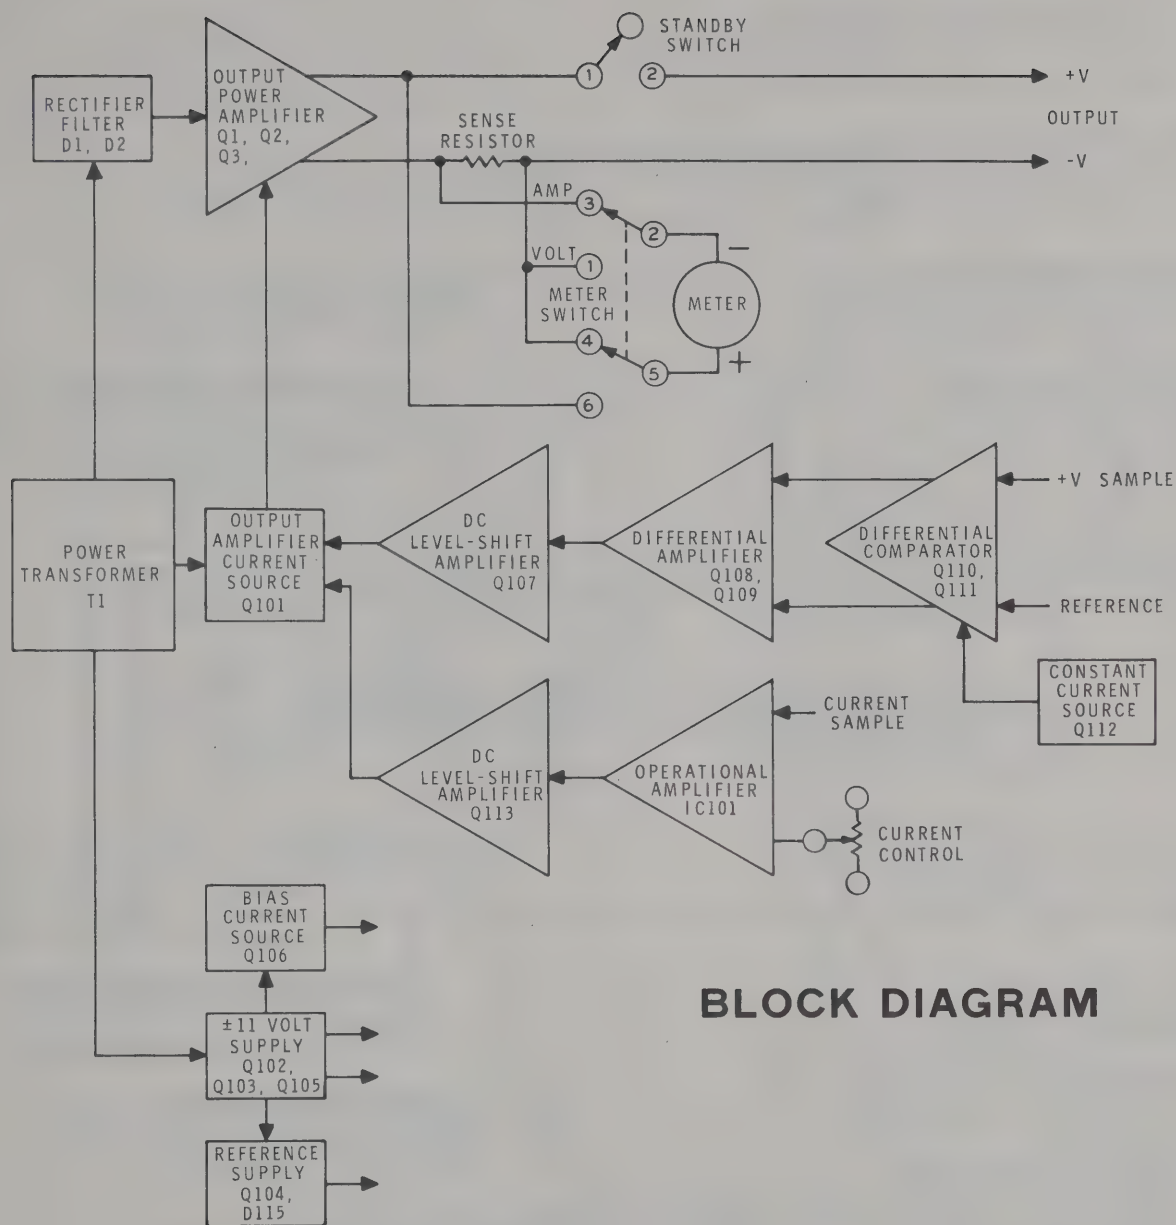 STANDBY
SWITCH
OUTPUT
POWER
AMPLIFIER
Q1, Q2,
Q3,
RECTIFIER
FILTER
D1, D2
1
2
+V
OUTPUT
-V
SENSE
RESISTOR
AMP
3
2
VOLT
1
METER
SWITCH
4
5
6
−
METER
+
POWER
TRANSFORMER
T1
OUTPUT
AMPLIFIER
CURRENT
SOURCE
Q101
DC
LEVEL-SHIFT
AMPLIFIER
Q107
DIFFERENTIAL
AMPLIFIER
Q108,
Q109
DIFFERENTIAL
COMPARATOR
Q110,
Q111
+V SAMPLE
REFERENCE
CONSTANT
CURRENT
SOURCE
Q112
DC
LEVEL-SHIFT
AMPLIFIER
Q113
OPERATIONAL
AMPLIFIER
IC101
CURRENT
SAMPLE
CURRENT
CONTROL
BIAS
CURRENT
SOURCE
Q106
±11 VOLT
SUPPLY
Q102,
Q103, Q105
REFERENCE
SUPPLY
Q104,
D115
BLOCK DIAGRAM